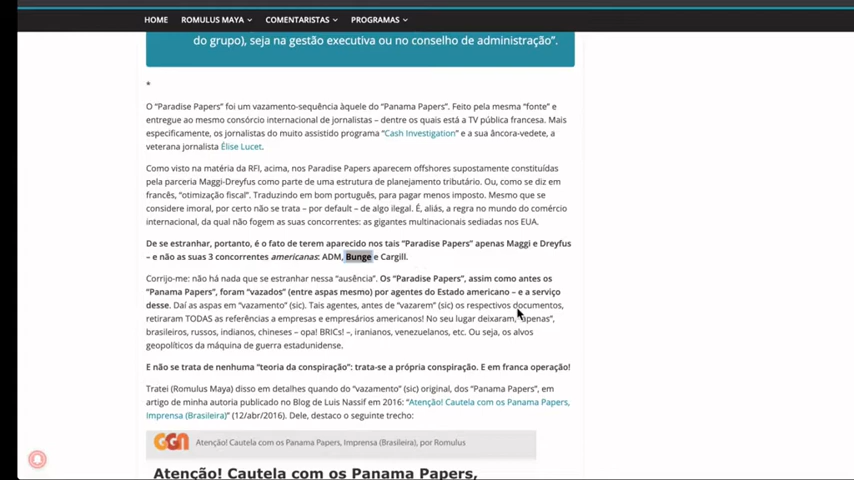 HOME ROMULUS MAYA COMENTARISTAS PROGRAMAS
do grupo), seja na gestão executiva ou no conselho de administração”.
*
O “Paradise Papers” foi um vazamento-sequência àquele do “Panama Papers”. Feito pela mesma “fonte” e
entregue ao mesmo consórcio internacional de jornalistas – dentre os quais está a TV pública francesa. Mais
especificamente, os jornalistas do muito assistido programa “Cash Investigation” e a sua âncora-vedete, a
veterana jornalista Élise Lucet.
Como visto na matéria da RFI, acima, nos Paradise Papers aparecem offshores supostamente constituídas
pela parceria Maggi-Dreyfus como parte de uma estrutura de planejamento tributário. Ou, como se diz em
francês, “otimização fiscal”. Traduzindo em bom português, para pagar menos imposto. Mesmo que se
considere imoral, por certo não se trata – por default – de algo ilegal. É, aliás, a regra no mundo do comércio
internacional, da qual não fogem as suas concorrentes: as gigantes multinacionais sediadas nos EUA.
De se estranhar, portanto, é o fato de terem aparecido nos tais “Paradise Papers” apenas Maggi e Dreyfus
– e não as suas 3 concorrentes americanas: ADM, Bunge e Cargill.
Corrijo-me: não há nada que se estranhar nessa “ausência”. Os “Paradise Papers”, assim como antes os
“Panama Papers”, foram “vazados” (entre aspas mesmo) por agentes do Estado americano – e a serviço
desse. Daí as aspas em “vazamento” (sic). Tais agentes, antes de “vazarem” (sic) os respectivos documentos,
retiraram TODAS as referências a empresas e empresários americanos! No seu lugar deixaram, “apenas”,
brasileiros, russos, indianos, chineses – opa! BRICs! –, iranianos, venezuelanos, etc. Ou seja, os alvos
geopolíticos da máquina de guerra estadunidense.
E não se trata de nenhuma “teoria da conspiração”: trata-se a própria conspiração. E em franca operação!
Tratei (Romulus Maya) disso em detalhes quando do “vazamento” (sic) original, dos “Panama Papers”, em
artigo de minha autoria publicado no Blog de Luis Nassif em 2016: “Atenção! Cautela com os Panama Papers,
Imprensa (Brasileira)” (12/abr/2016). Dele, destaco o seguinte trecho:
GGN Atenção! Cautela com os Panama Papers, Imprensa (Brasileira), por Romulus
Atenção! Cautela com os Panama Papers,